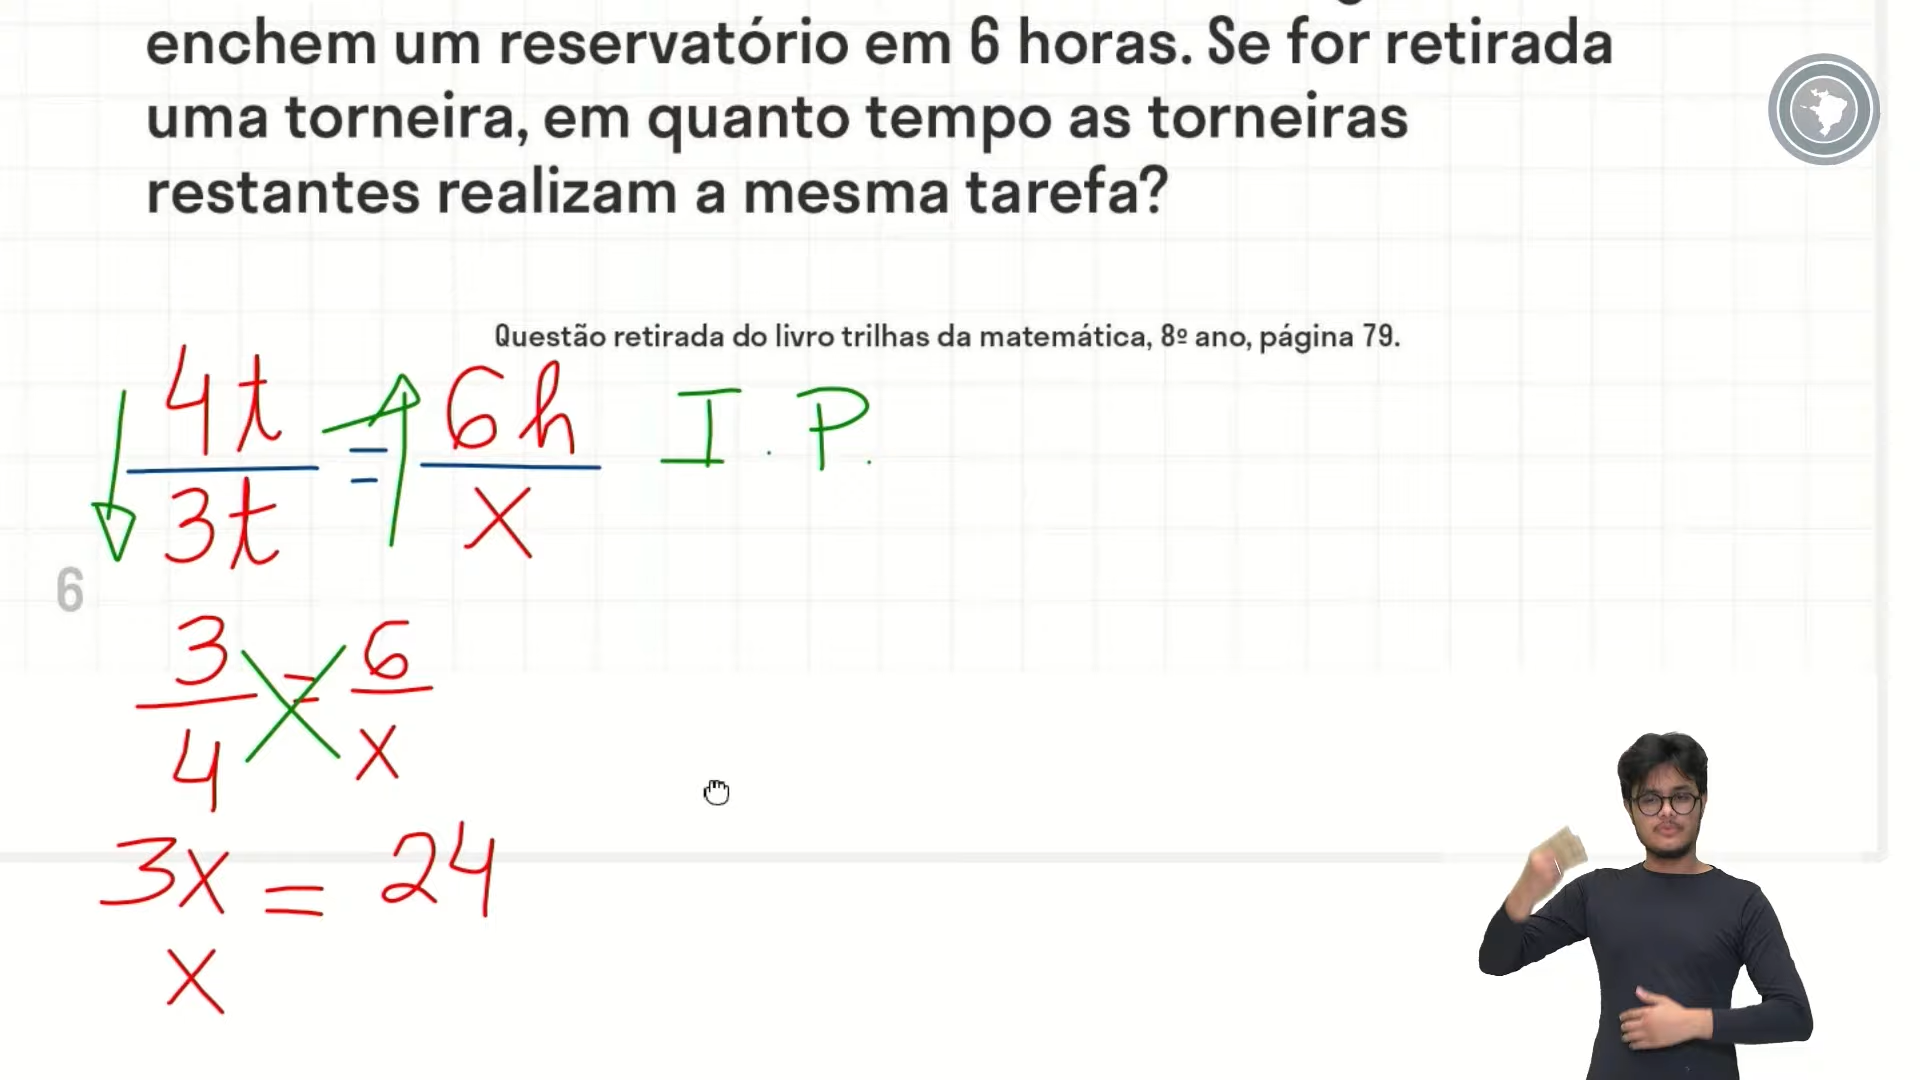 enchem um reservatório em 6 horas. Se for retirada
uma torneira, em quanto tempo as torneiras
restantes realizam a mesma tarefa?
Questão retirada do livro trilhas da matemática, 8º ano, página 79.
4t = 6h I.P.
3t x
6
3 = 6
4 x
3x = 24
x